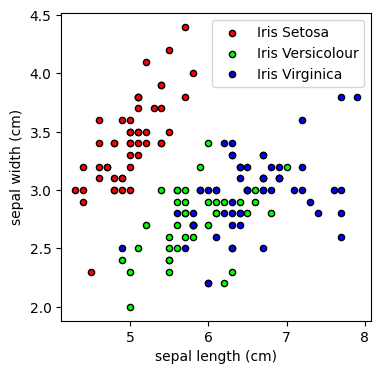 4.5
4.0
3.5
3.0
2.5
2.0
sepal width (cm)
Iris Setosa
Iris Versicolour
Iris Virginica
5 6 7 8
sepal length (cm)